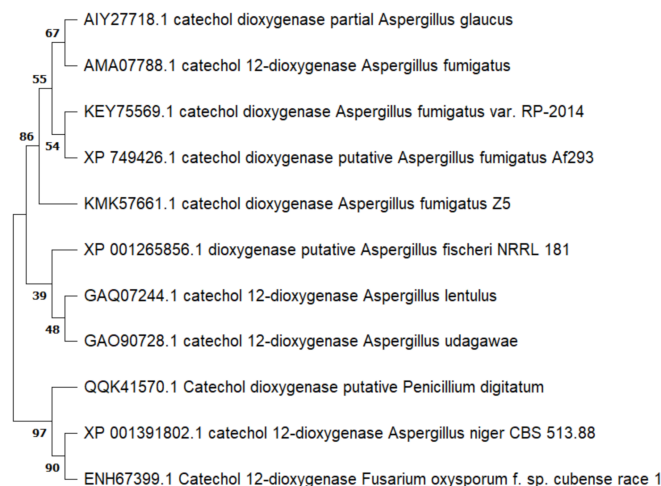 AIY27718.1 catechol dioxygenase partial Aspergillus glaucus
67
AMA07788.1 catechol 12-dioxygenase Aspergillus fumigatus
55
KEY75569.1 catechol dioxygenase Aspergillus fumigatus var. RP-2014
86
54
XP 749426.1 catechol dioxygenase putative Aspergillus fumigatus Af293
KMK57661.1 catechol dioxygenase Aspergillus fumigatus Z5
XP 001265856.1 dioxygenase putative Aspergillus fischeri NRRL 181
39
GAQ07244.1 catechol 12-dioxygenase Aspergillus lentulus
48
GAO90728.1 catechol 12-dioxygenase Aspergillus udagawae
QQK41570.1 Catechol dioxygenase putative Penicillium digitatum
97
XP 001391802.1 catechol 12-dioxygenase Aspergillus niger CBS 513.88
90
ENH67399.1 Catechol 12-dioxygenase Fusarium oxysporum f. sp. cubense race 1